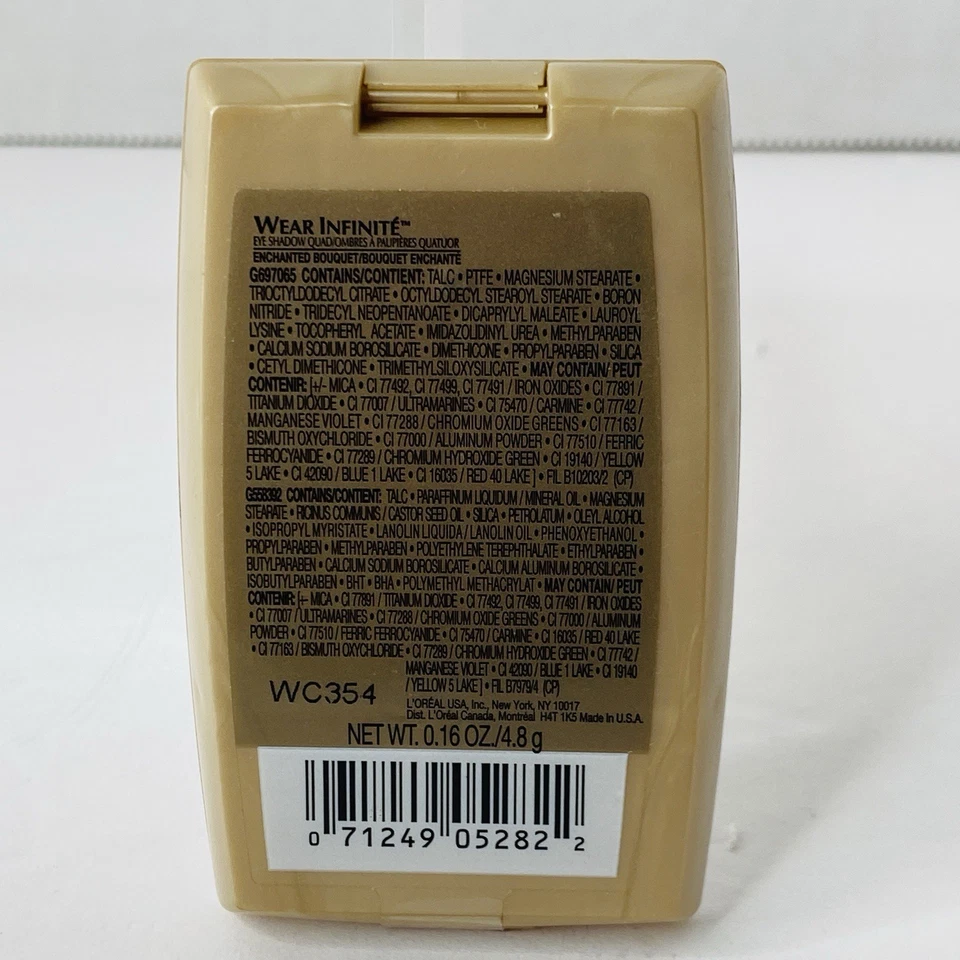 WEAR INFINITÉ™
EYE SHADOW QUAD/OMBRES À PAUPIÈRES QUATUOR
ENCHANTED BOUQUET/BOUQUET ENCHANTÉ
G697065 CONTAINS/CONTIENT: TALC • PTFE • MAGNESIUM STEARATE •
TRIOCTYLDODECYL CITRATE • OCTYLDODECYL STEAROYL STEARATE • BORON
NITRIDE • TRIDECYL NEOPENTANOATE • DICAPRYLYL MALEATE • LAUROYL
LYSINE • TOCOPHERYL ACETATE • IMIDAZOLIDINYL UREA • METHYLPARABEN
• CALCIUM SODIUM BOROSILICATE • DIMETHICONE • PROPYLPARABEN • SILICA
• CETYL DIMETHICONE • TRIMETHYLSILOXYSILICATE • MAY CONTAIN/ PEUT
CONTENIR: [+/- MICA • CI 77492, CI 77499, CI 77491 / IRON OXIDES • CI 77891 /
TITANIUM DIOXIDE • CI 77007 / ULTRAMARINES • CI 75470 / CARMINE • CI 77742 /
MANGANESE VIOLET • CI 77288 / CHROMIUM OXIDE GREENS • CI 77163 /
BISMUTH OXYCHLORIDE • CI 77000 / ALUMINUM POWDER • CI 77510 / FERRIC
FERROCYANIDE • CI 77289 / CHROMIUM HYDROXIDE GREEN • CI 19140 / YELLOW
5 LAKE • CI 42090 / BLUE 1 LAKE • CI 16035 / RED 40 LAKE ] • FIL B10203/2 (CP)
G558392 CONTAINS/CONTIENT: TALC • PARAFFINUM LIQUIDUM / MINERAL OIL • MAGNESIUM
STEARATE • RICINUS COMMUNIS / CASTOR SEED OIL • SILICA • PETROLATUM • OLEYL ALCOHOL
• ISOPROPYL MYRISTATE • LANOLIN LIQUIDA / LANOLIN OIL • PHENOXYETHANOL •
PROPYLPARABEN • METHYLPARABEN • POLYETHYLENE TEREPHTHALATE • ETHYLPARABEN •
BUTYLPARABEN • CALCIUM SODIUM BOROSILICATE • CALCIUM ALUMINUM BOROSILICATE •
ISOBUTYLPARABEN • BHT • BHA • POLYMETHYL METHACRYLAT • MAY CONTAIN/ PEUT
CONTENIR: [+- MICA • CI 77891 / TITANIUM DIOXIDE • CI 77492, CI 77499, CI 77491 / IRON OXIDES
• CI 77007 / ULTRAMARINES • CI 77288 / CHROMIUM OXIDE GREENS • CI 77000 / ALUMINUM
POWDER • CI 77510 / FERRIC FERROCYANIDE • CI 75470 / CARMINE • CI 16035 / RED 40 LAKE
• CI 77163 / BISMUTH OXYCHLORIDE • CI 77289 / CHROMIUM HYDROXIDE GREEN • CI 77742 /
MANGANESE VIOLET • CI 42090 / BLUE 1 LAKE • CI 19140
/ YELLOW 5 LAKE ] • FIL B7979/4 (CP)
WC354
L'ORÉAL USA, Inc., New York, NY 10017
Dist. L'Oréal Canada, Montréal H4T 1K5 Made in U.S.A.
NET WT. 0.16 OZ./4.8 g
0 71249 05282 2